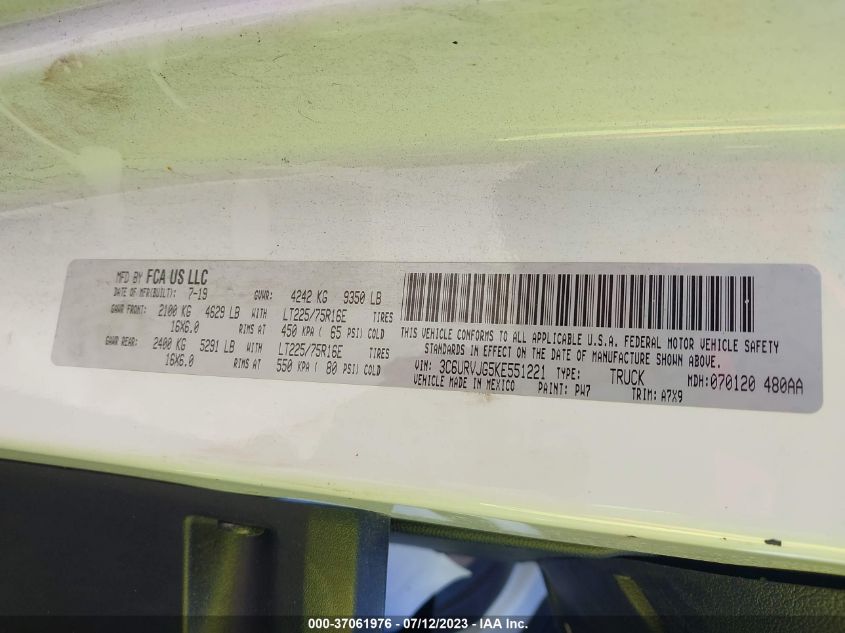 MFD BY FCA US LLC
DATE OF MFR(BUILT): 7-19 GVWR: 4242 KG 9350 LB
GAWR FRONT: 2100 KG 4629 LB WITH LT225/75R16E TIRES
16X6.0 RIMS AT 450 KPA ( 65 PSI) COLD
GAWR REAR: 2400 KG 5291 LB WITH LT225/75R16E TIRES
16X6.0 RIMS AT 550 KPA ( 80 PSI) COLD
THIS VEHICLE CONFORMS TO ALL APPLICABLE U.S.A. FEDERAL MOTOR VEHICLE SAFETY
STANDARDS IN EFFECT ON THE DATE OF MANUFACTURE SHOWN ABOVE.
VIN: 3C6URVJG5KE551221 TYPE: TRUCK MDH:070120 480AA
VEHICLE MADE IN MEXICO PAINT: PW7 TRIM: A7X9
000-37061976 - 07/12/2023 - IAA Inc.